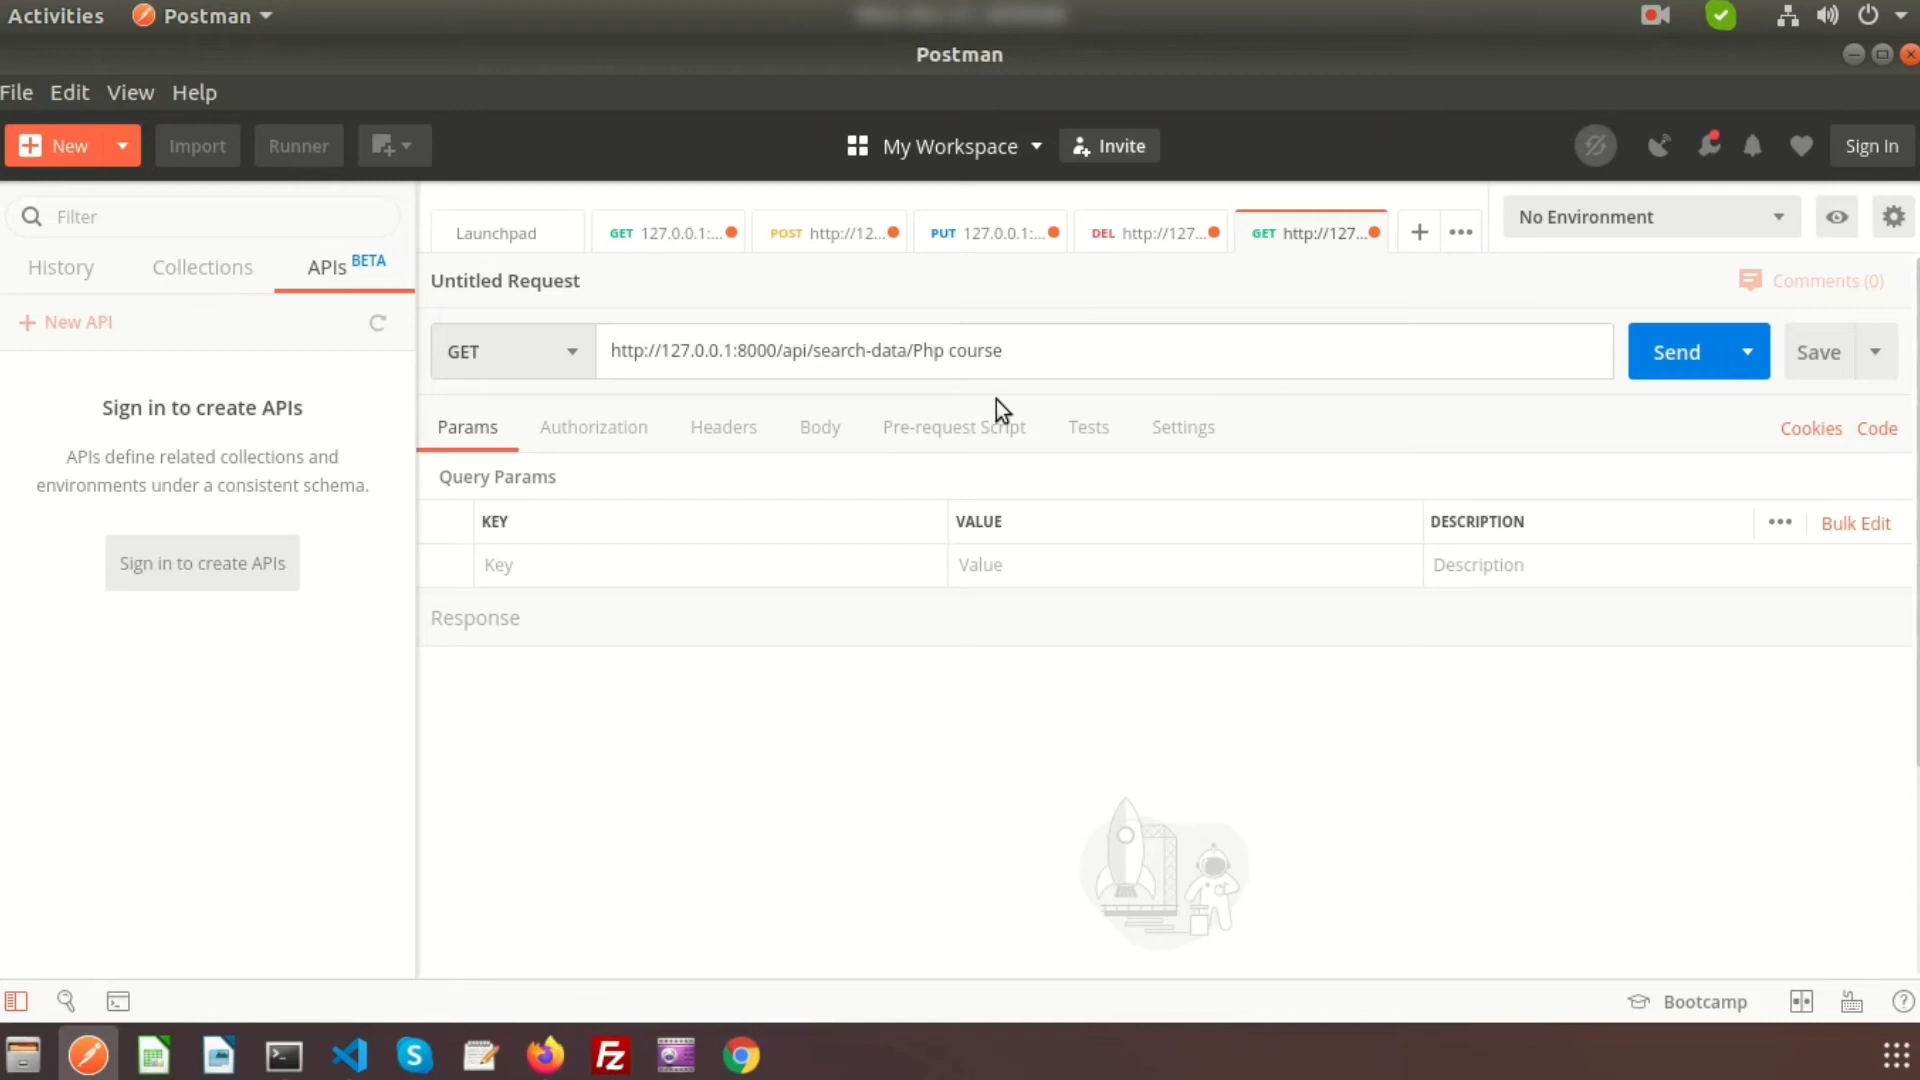 Activities Postman
Postman
File Edit View Help
New Import Runner My Workspace Invite Sign In
Filter
History Collections APIs BETA
+ New API
Sign in to create APIs
APIs define related collections and
environments under a consistent schema.
Sign in to create APIs
Launchpad GET 127.0.0.1:... POST http://12... PUT 127.0.0.1:... DEL http://127... GET http://127... + ••• No Environment
Untitled Request Comments (0)
GET http://127.0.0.1:8000/api/search-data/Php course Send Save
Params Authorization Headers Body Pre-request Script Tests Settings Cookies Code
Query Params
KEY VALUE DESCRIPTION ••• Bulk Edit
Key Value Description
Response
Bootcamp